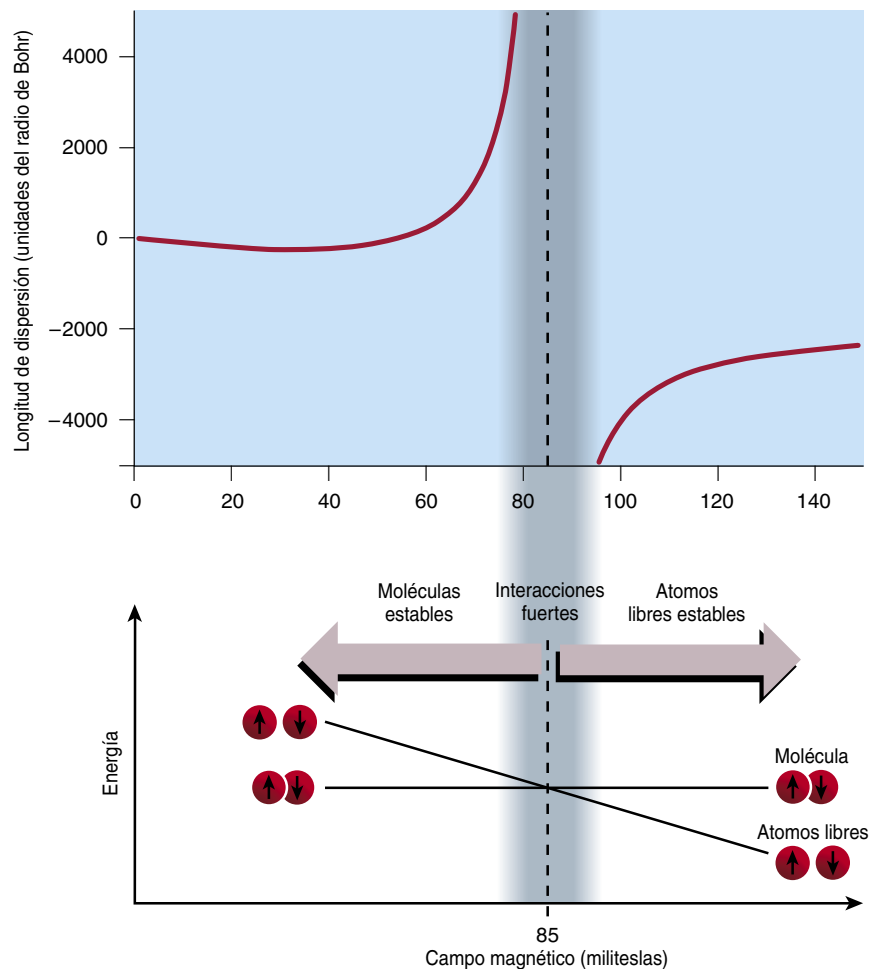 Longitud de dispersión (unidades del radio de Bohr)
4000
2000
0
−2000
−4000
0 20 40 60 80 100 120 140
Moléculas
estables
Interacciones
fuertes
Atomos
libres estables
Energía
Molécula
Atomos libres
85
Campo magnético (militeslas)